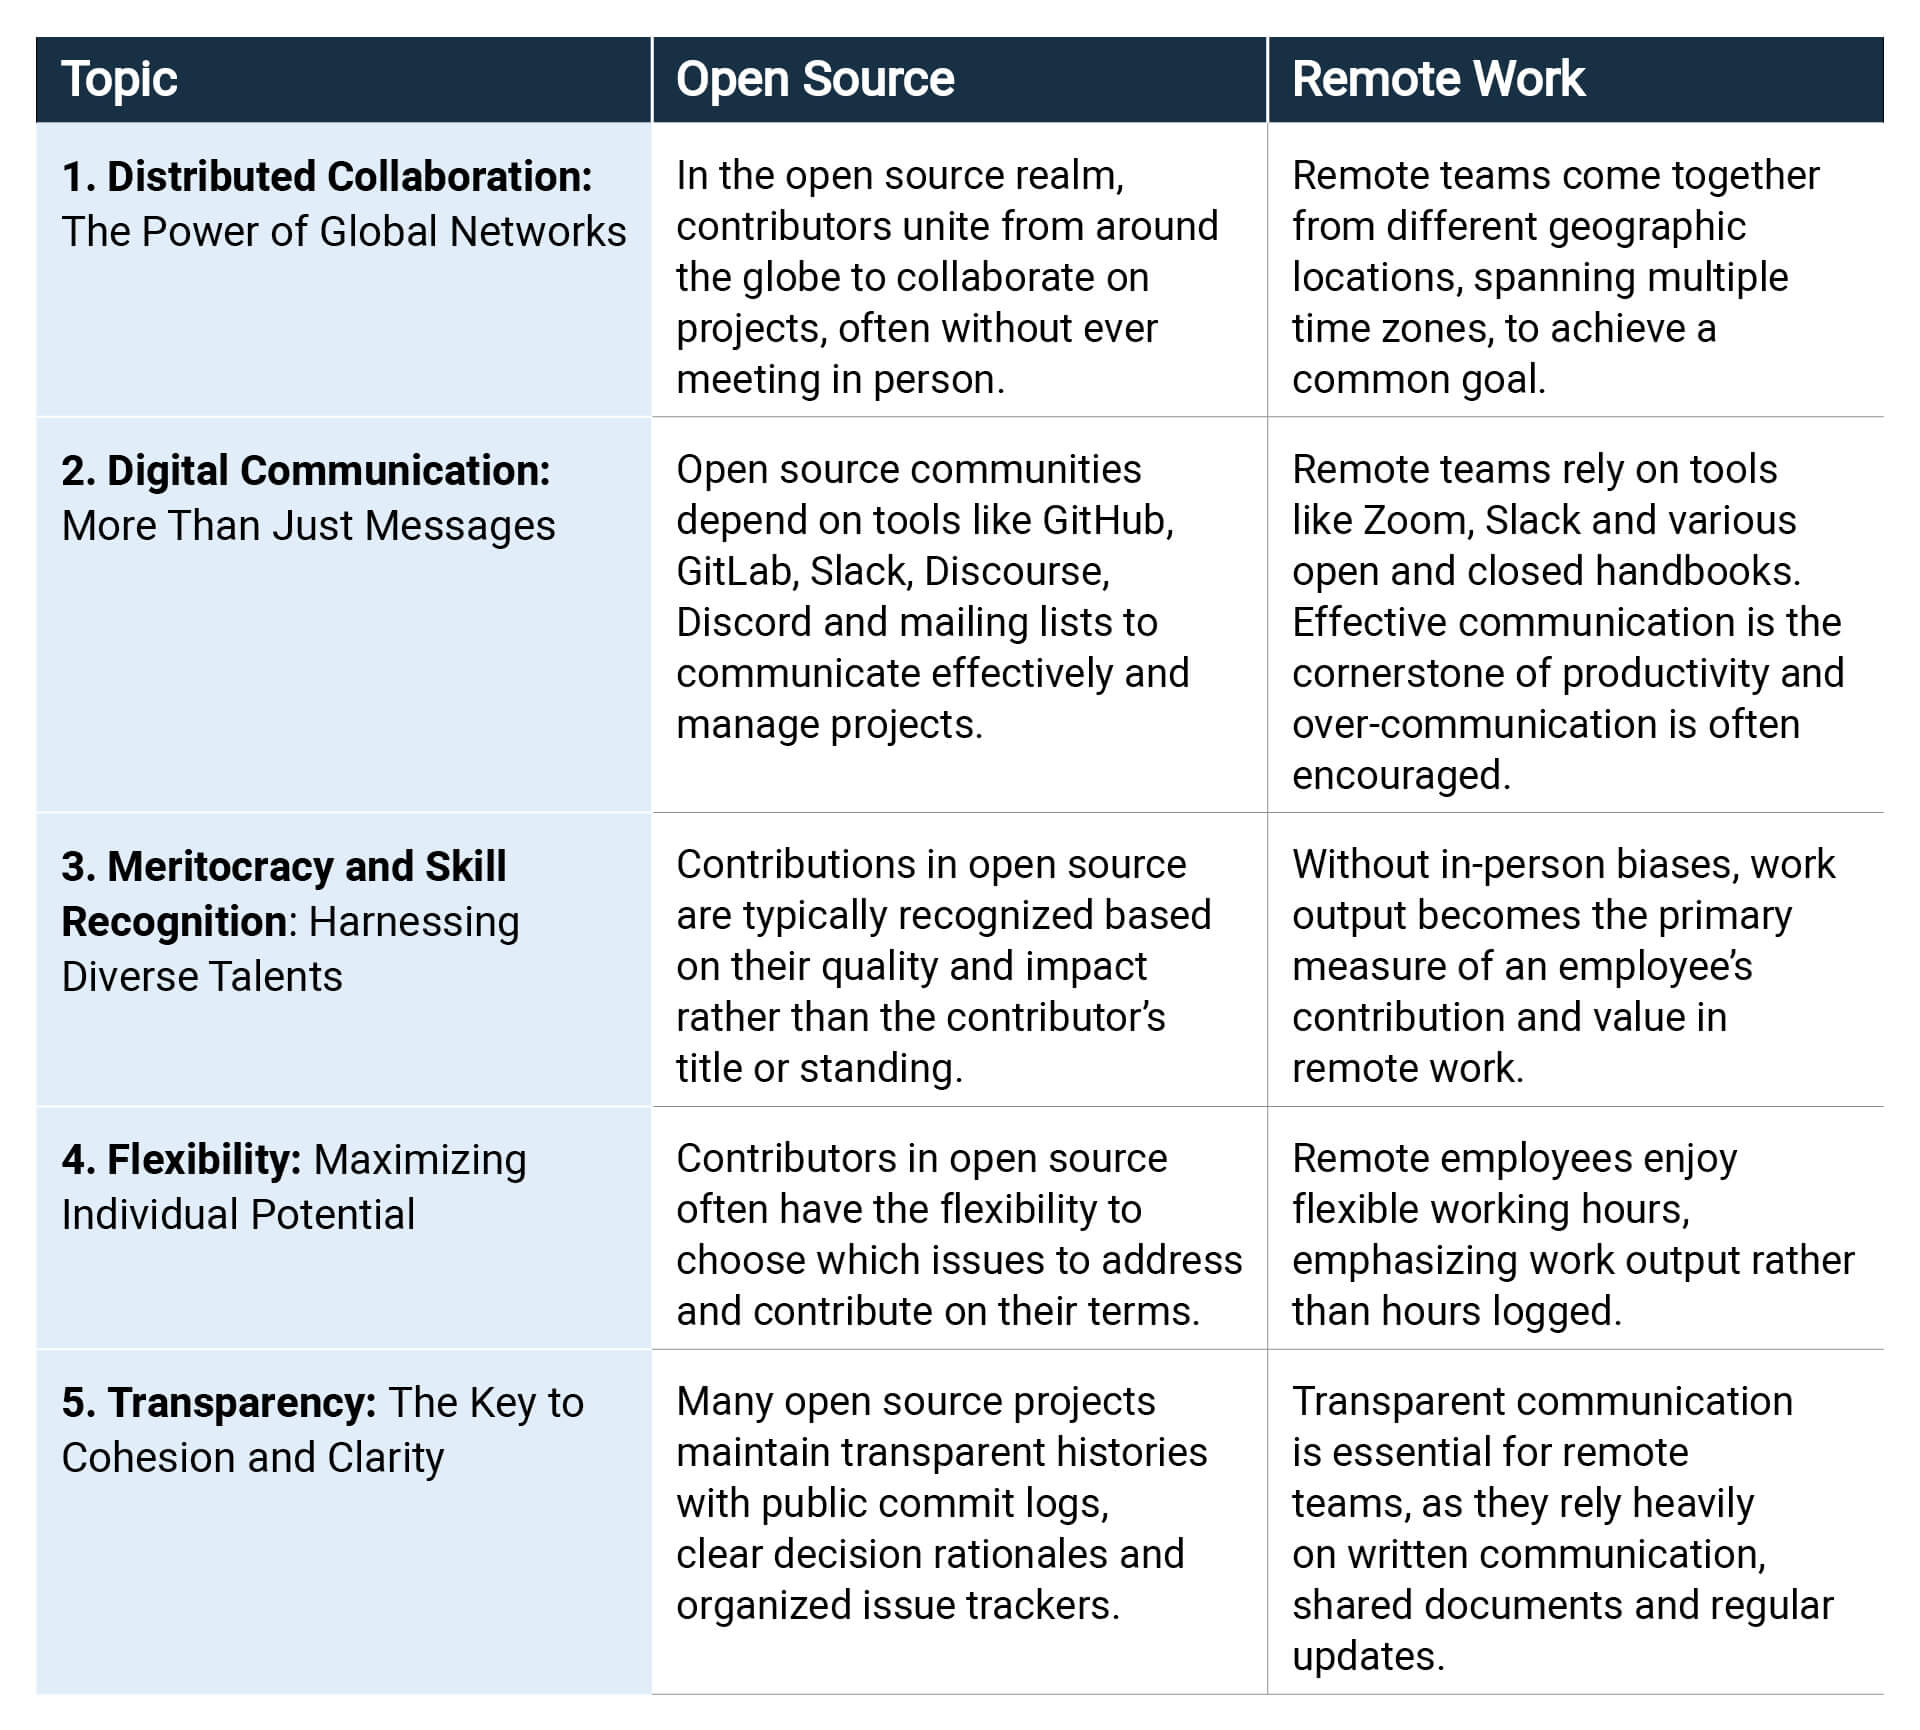 Topic
Open Source
Remote Work
1. Distributed Collaboration:
The Power of Global Networks
In the open source realm,
contributors unite from around
the globe to collaborate on
projects, often without ever
meeting in person.
Remote teams come together
from different geographic
locations, spanning multiple
time zones, to achieve a
common goal.
2. Digital Communication:
More Than Just Messages
Open source communities
depend on tools like GitHub,
GitLab, Slack, Discourse,
Discord and mailing lists to
communicate effectively and
manage projects.
Remote teams rely on tools
like Zoom, Slack and various
open and closed handbooks.
Effective communication is the
cornerstone of productivity and
over-communication is often
encouraged.
3. Meritocracy and Skill
Recognition: Harnessing
Diverse Talents
Contributions in open source
are typically recognized based
on their quality and impact
rather than the contributor’s
title or standing.
Without in-person biases, work
output becomes the primary
measure of an employee’s
contribution and value in
remote work.
4. Flexibility: Maximizing
Individual Potential
Contributors in open source
often have the flexibility to
choose which issues to address
and contribute on their terms.
Remote employees enjoy
flexible working hours,
emphasizing work output rather
than hours logged.
5. Transparency: The Key to
Cohesion and Clarity
Many open source projects
maintain transparent histories
with public commit logs,
clear decision rationales and
organized issue trackers.
Transparent communication
is essential for remote
teams, as they rely heavily
on written communication,
shared documents and regular
updates.